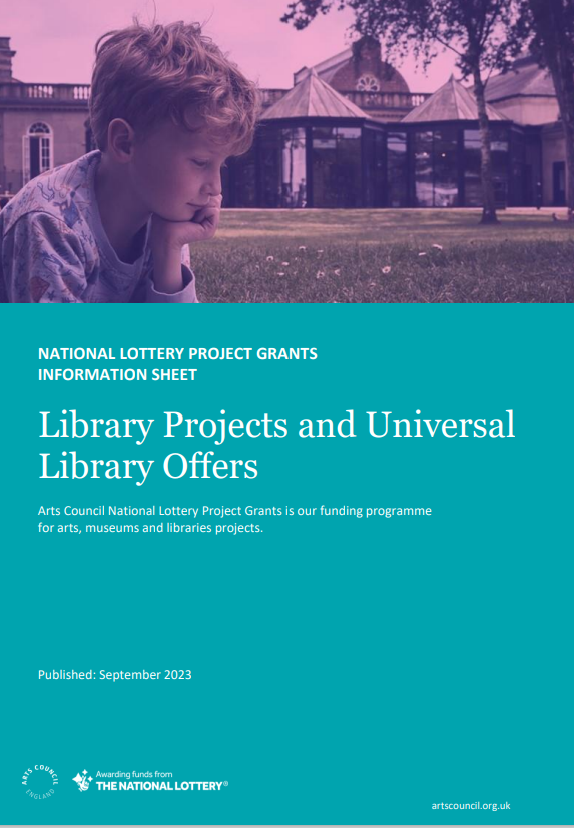 NATIONAL LOTTERY PROJECT GRANTS
INFORMATION SHEET
Library Projects and Universal
Library Offers
Arts Council National Lottery Project Grants is our funding programme
for arts, museums and libraries projects.
Published: September 2023
ARTS COUNCIL
ENGLAND
Awarding funds from
THE NATIONAL LOTTERY®
artscouncil.org.uk